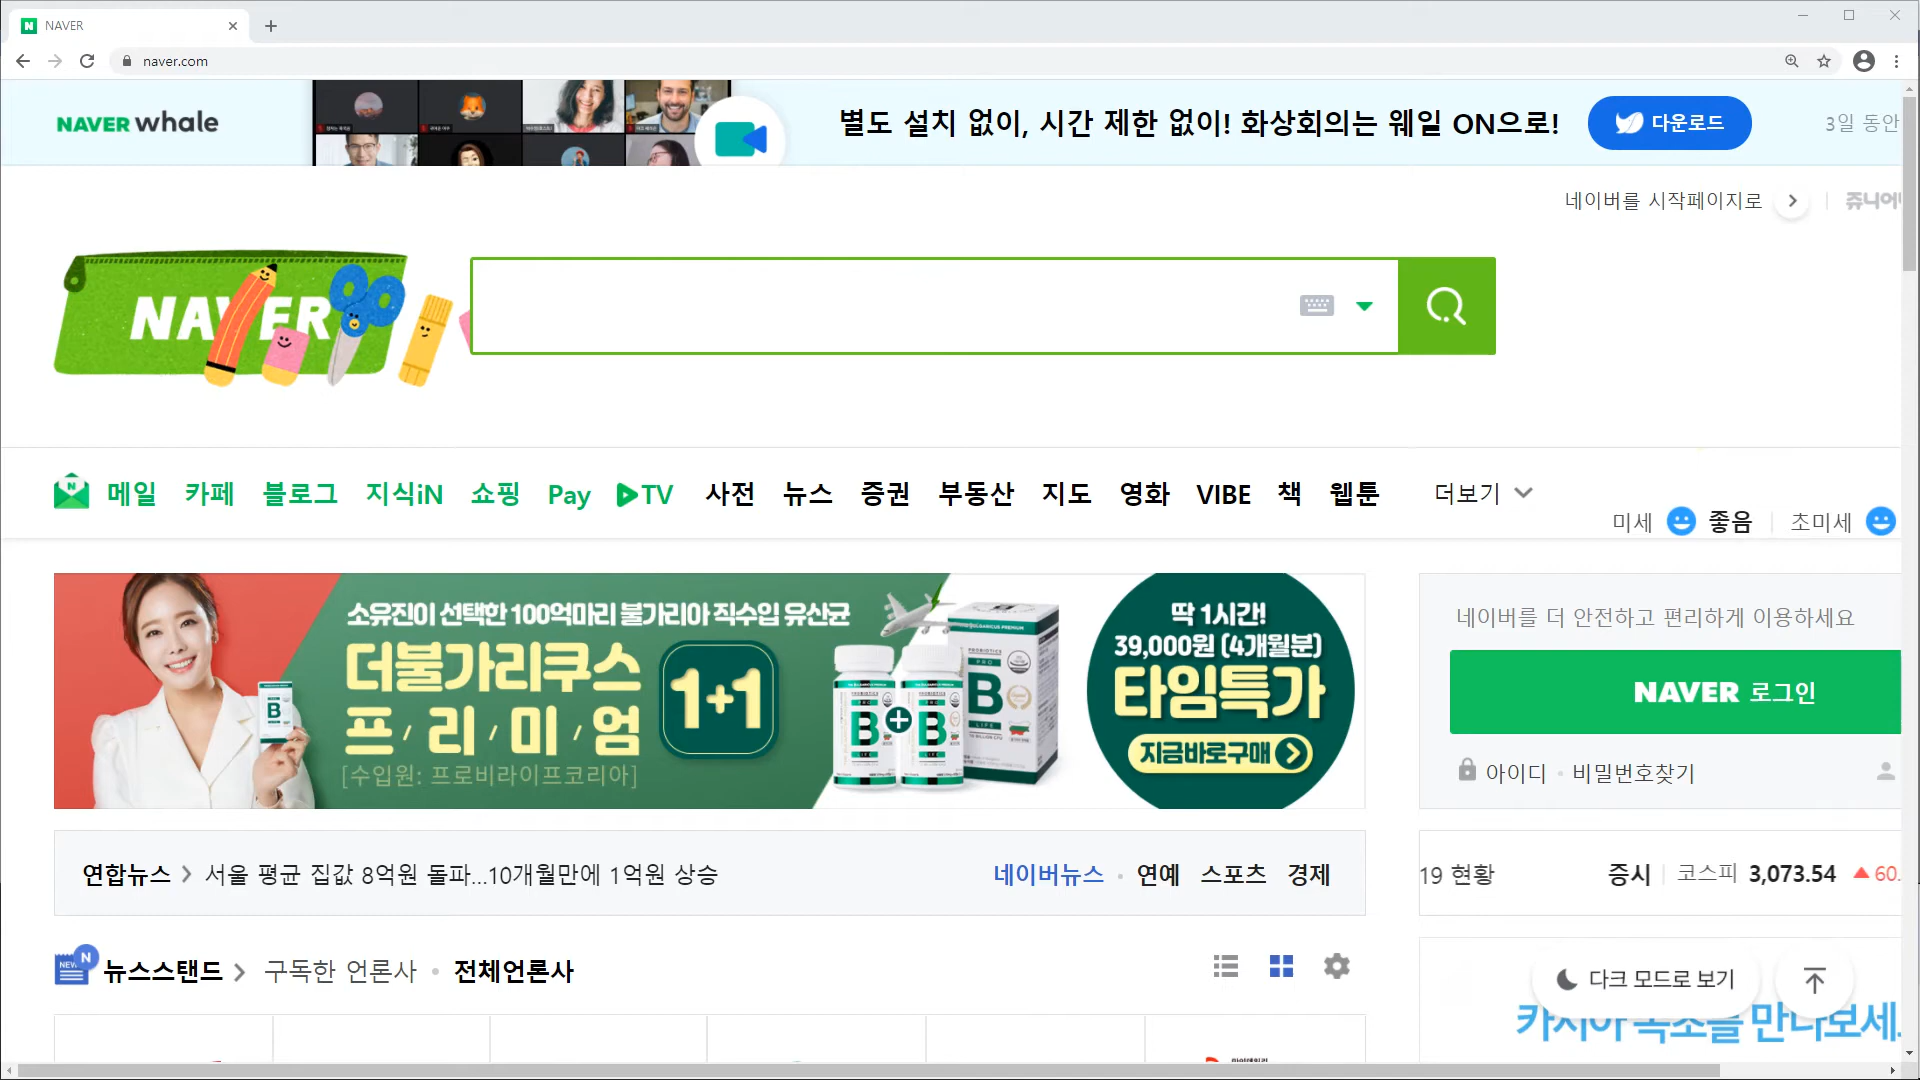 NAVER
naver.com
NAVER whale
별도 설치 없이, 시간 제한 없이! 화상회의는 웨일 ON으로!
다운로드
3일 동안
네이버를 시작페이지로
쥬니어
NAVER
메일 카페 블로그 지식iN 쇼핑 Pay TV 사전 뉴스 증권 부동산 지도 영화 VIBE 책 웹툰 더보기
미세 좋음 초미세
소유진이 선택한 100억마리 불가리아 직수입 유산균
더불가리쿠스
프/리/미/엄
1+1
[수입원: 프로비라이프코리아]
딱 1시간!
39,000원 (4개월분)
타임특가
지금바로구매
네이버를 더 안전하고 편리하게 이용하세요
NAVER 로그인
아이디 비밀번호찾기
연합뉴스 서울 평균 집값 8억원 돌파...10개월만에 1억원 상승
네이버뉴스 연예 스포츠 경제
19 현황 증시 코스피 3,073.54 60.
뉴스스탠드 구독한 언론사 전체언론사
다크 모드로 보기